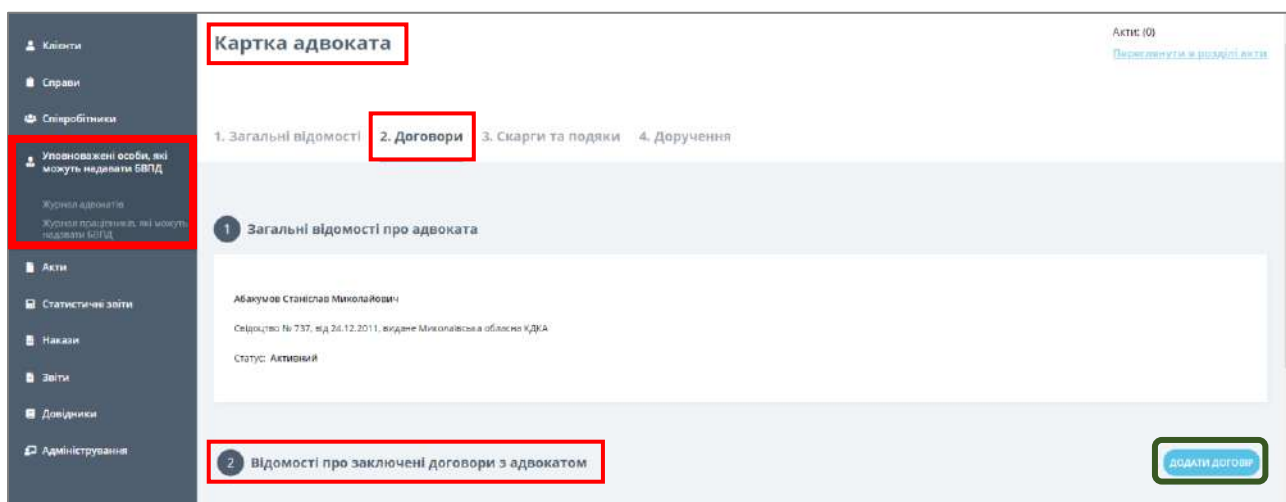 Клієнти
Справи
Співробітники
Уповноважені особи, які
можуть надавати БВПД
Журнал адвокатів
Журнал працівників, які можуть
надавати БВПД
Акти
Статистичні звіти
Накази
Звіти
Довідники
Адміністрування
Картка адвоката
Акти: (0)
Переглянути в розділі акти
1. Загальні відомості 2. Договори 3. Скарги та подяки 4. Доручення
1 Загальні відомості про адвоката
Абакумов Станіслав Миколайович
Свідоцтво № 737, від 24.12.2011, видане Миколаївська обласна КДКА
Статус: Активний
2 Відомості про заключені договори з адвокатом
ДОДАТИ ДОГОВІР